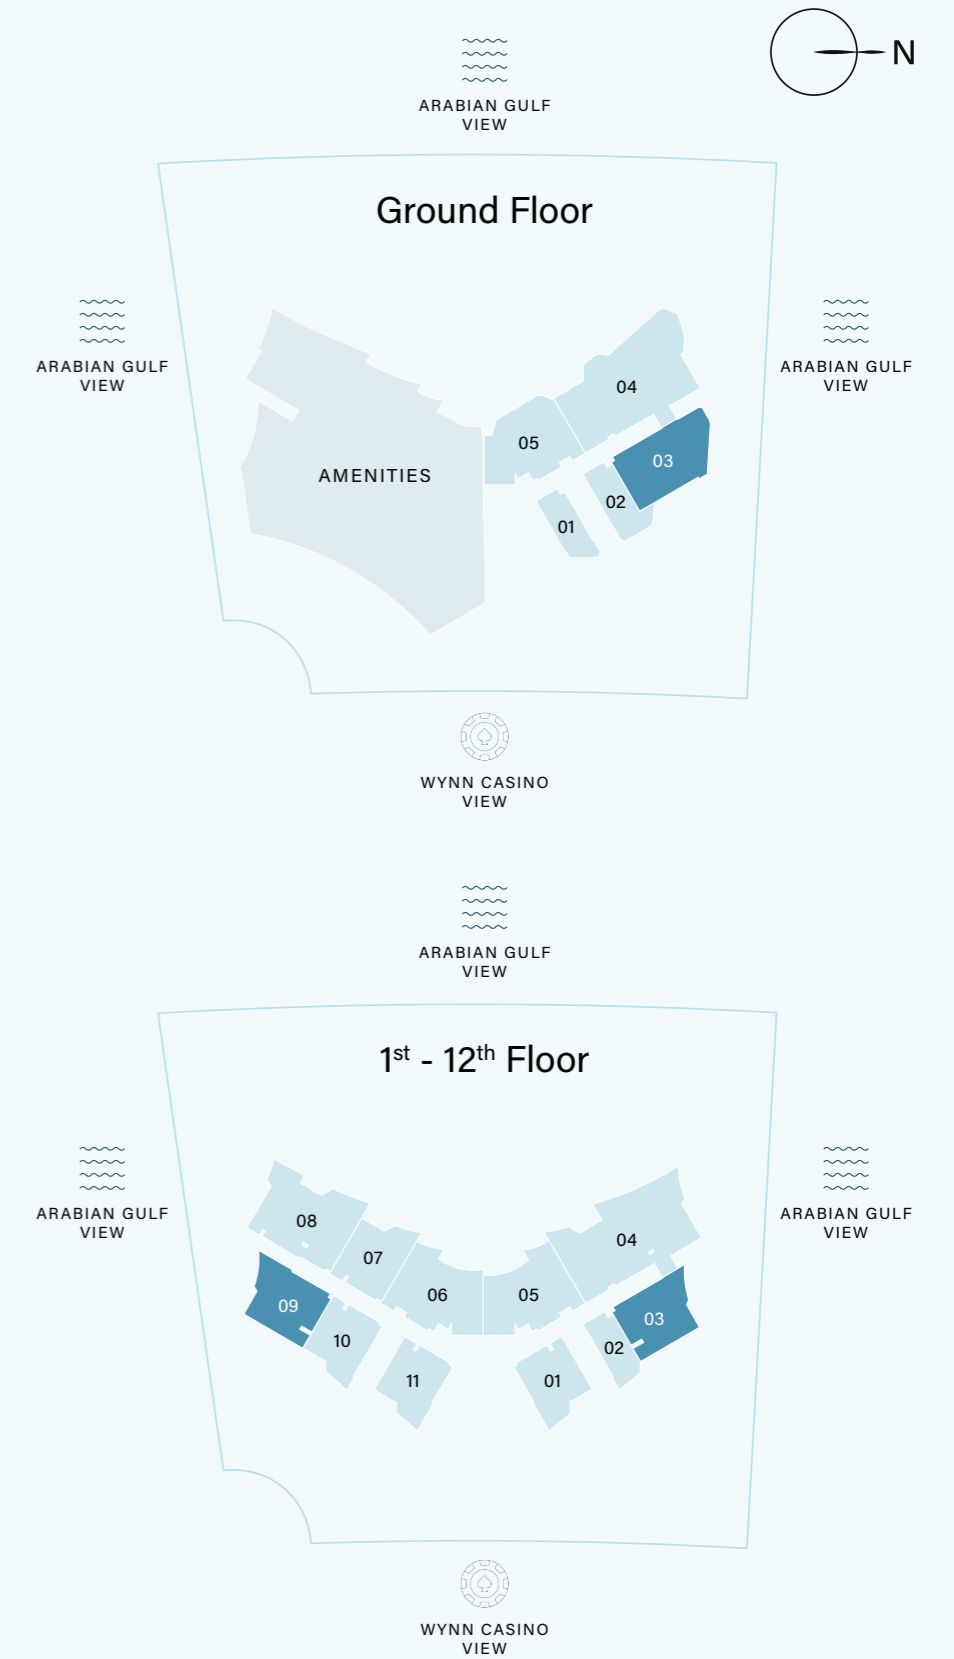 N
ARABIAN GULF
VIEW
Ground Floor
ARABIAN GULF
VIEW
ARABIAN GULF
VIEW
04
05
03
AMENITIES
02
01
WYNN CASINO
VIEW
ARABIAN GULF
VIEW
1st - 12th Floor
ARABIAN GULF
VIEW
ARABIAN GULF
VIEW
08
04
07
06
05
09
03
10
02
11
01
WYNN CASINO
VIEW